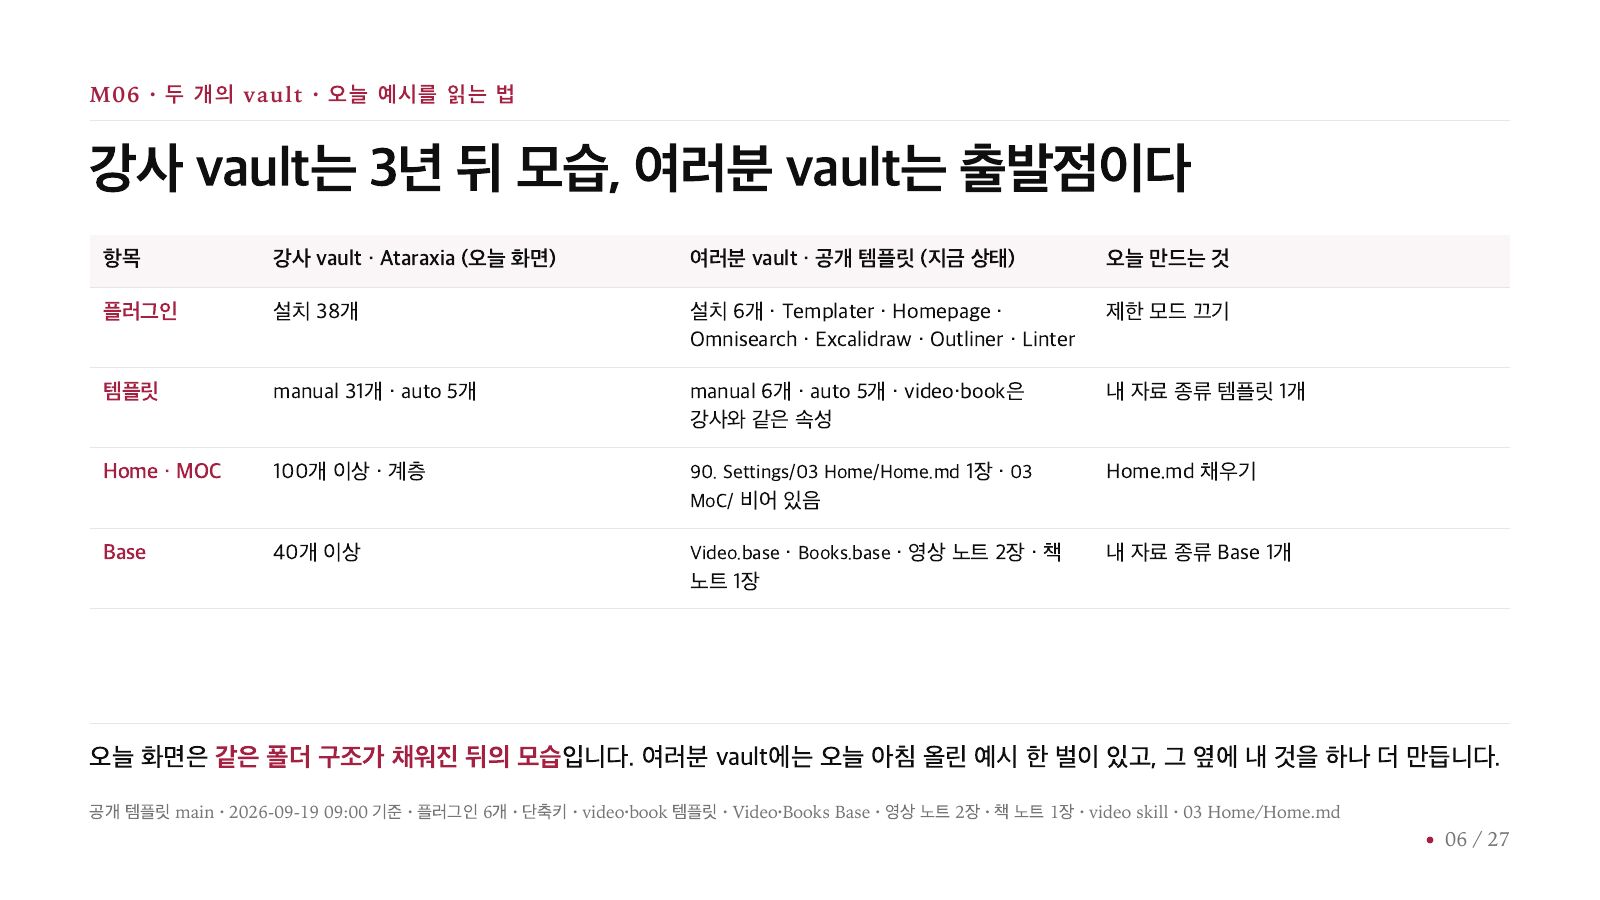 M06 · 두 개의 vault · 오늘 예시를 읽는 법
강사 vault는 3년 뒤 모습, 여러분 vault는 출발점이다
항목
강사 vault · Ataraxia (오늘 화면)
여러분 vault · 공개 템플릿 (지금 상태)
오늘 만드는 것
플러그인
설치 38개
설치 6개 · Templater · Homepage ·
Omnisearch · Excalidraw · Outliner · Linter
제한 모드 끄기
템플릿
manual 31개 · auto 5개
manual 6개 · auto 5개 · video·book은
강사와 같은 속성
내 자료 종류 템플릿 1개
Home · MOC
100개 이상 · 계층
90. Settings/03 Home/Home.md 1장 · 03
MoC/ 비어 있음
Home.md 채우기
Base
40개 이상
Video.base · Books.base · 영상 노트 2장 · 책
노트 1장
내 자료 종류 Base 1개
오늘 화면은 같은 폴더 구조가 채워진 뒤의 모습입니다. 여러분 vault에는 오늘 아침 올린 예시 한 벌이 있고, 그 옆에 내 것을 하나 더 만듭니다.
공개 템플릿 main · 2026-09-19 09:00 기준 · 플러그인 6개 · 단축키 · video·book 템플릿 · Video·Books Base · 영상 노트 2장 · 책 노트 1장 · video skill · 03 Home/Home.md
• 06 / 27